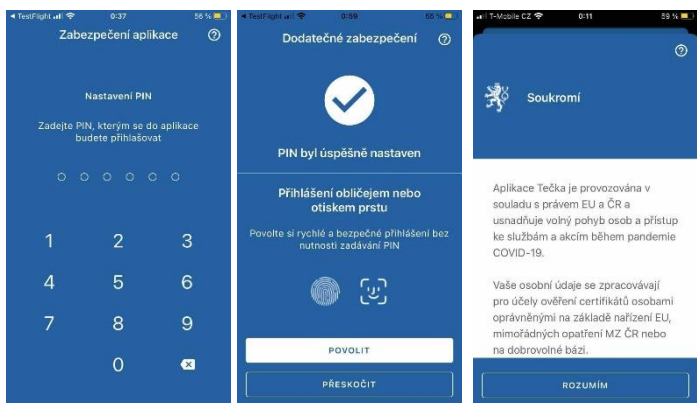 ◀ TestFlight 0:37 56 %
Zabezpečení aplikace
Nastavení PIN
Zadejte PIN, kterým se do aplikace
budete přihlašovat
1 2 3
4 5 6
7 8 9
0
◀ TestFlight 0:59 55 %
Dodatečné zabezpečení
PIN byl úspěšně nastaven
Přihlášení obličejem nebo
otiskem prstu
Povolte si rychlé a bezpečné přihlášení bez
nutnosti zadávání PIN
POVOLIT
PŘESKOČIT
T-Mobile CZ 0:11 59 %
Soukromí
Aplikace Tečka je provozována v
souladu s právem EU a ČR a
usnadňuje volný pohyb osob a přístup
ke službám a akcím během pandemie
COVID-19.
Vaše osobní údaje se zpracovávají
pro účely ověření certifikátů osobami
oprávněnými na základě nařízení EU,
mimořádných opatření MZ ČR nebo
na dobrovolné bázi.
ROZUMÍM